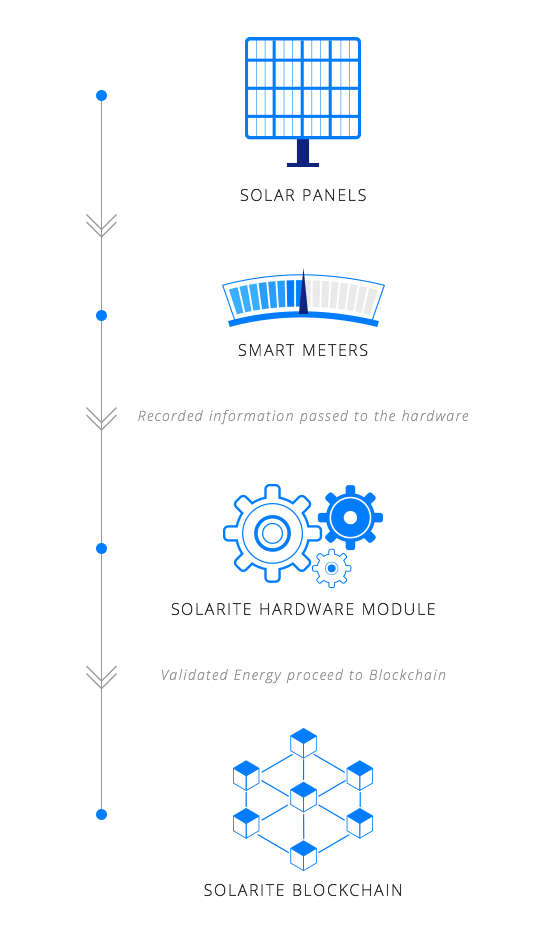 SOLAR PANELS
SMART METERS
Recorded information passed to the hardware
SOLARITE HARDWARE MODULE
Validated Energy proceed to Blockchain
SOLARITE BLOCKCHAIN